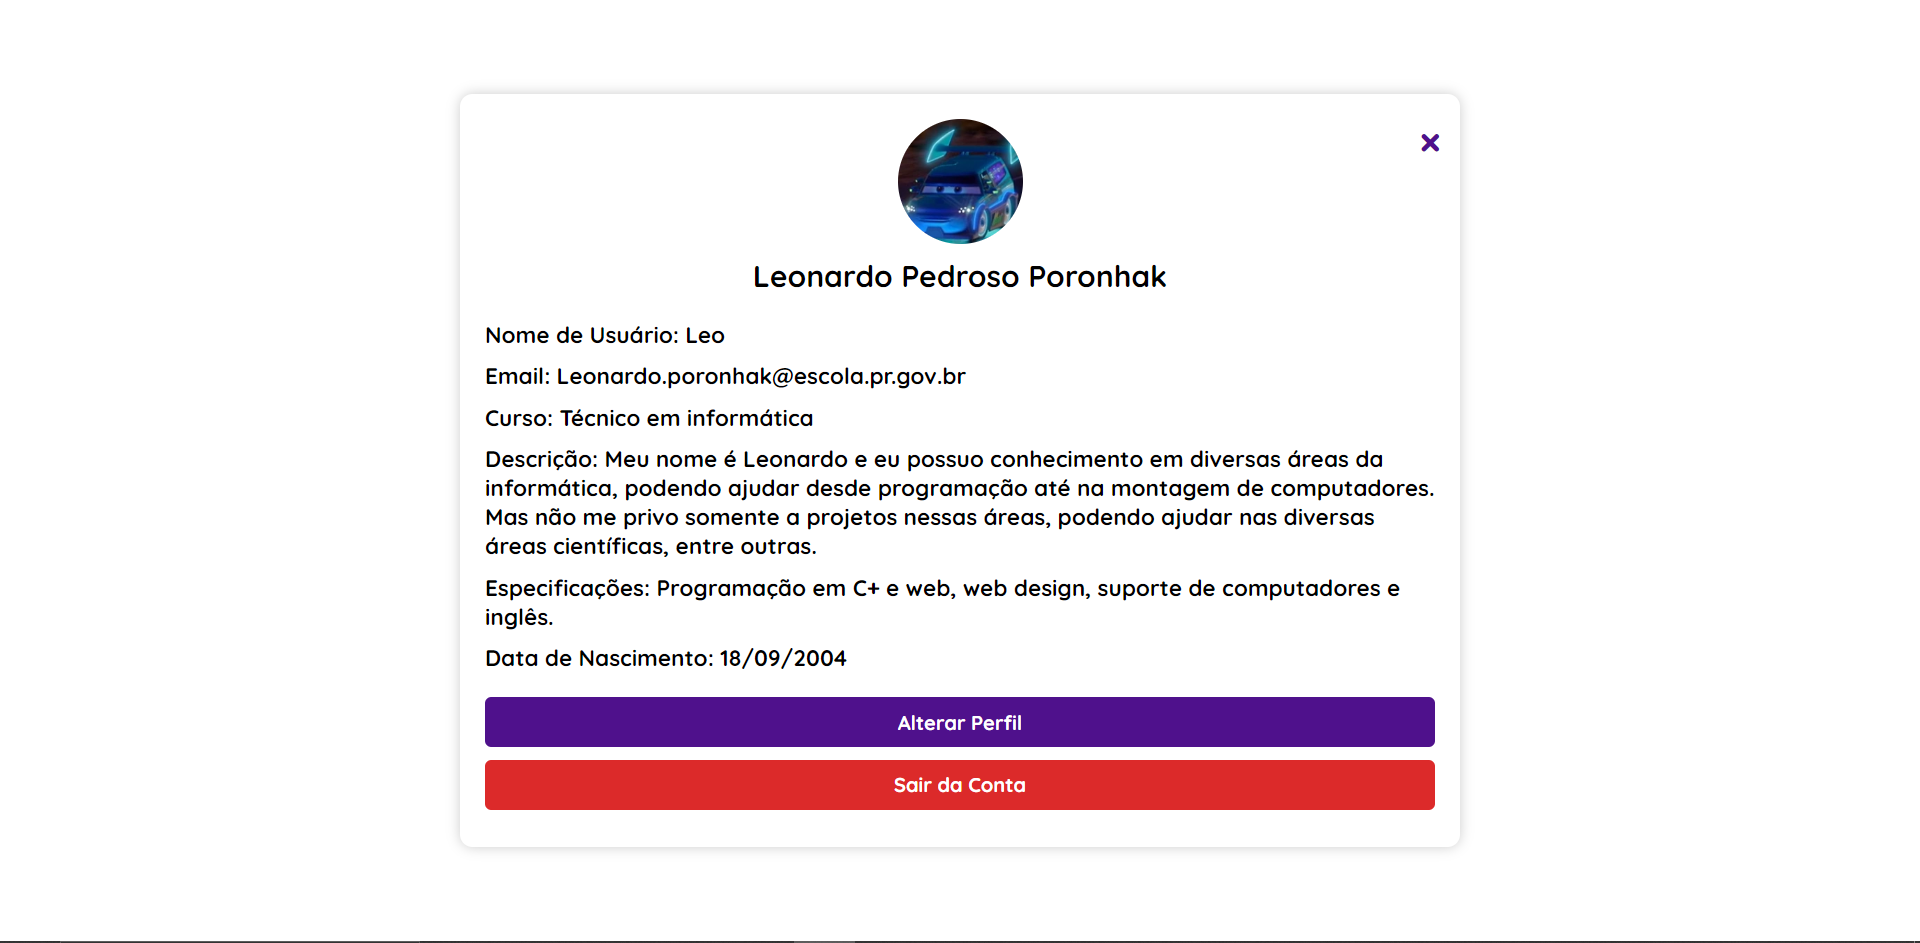 Leonardo Pedroso Poronhak
Nome de Usuário: Leo
Email: Leonardo.poronhak@escola.pr.gov.br
Curso: Técnico em informática
Descrição: Meu nome é Leonardo e eu possuo conhecimento em diversas áreas da
informática, podendo ajudar desde programação até na montagem de computadores.
Mas não me privo somente a projetos nessas áreas, podendo ajudar nas diversas
áreas científicas, entre outras.
Especificações: Programação em C+ e web, web design, suporte de computadores e
inglês.
Data de Nascimento: 18/09/2004
Alterar Perfil
Sair da Conta